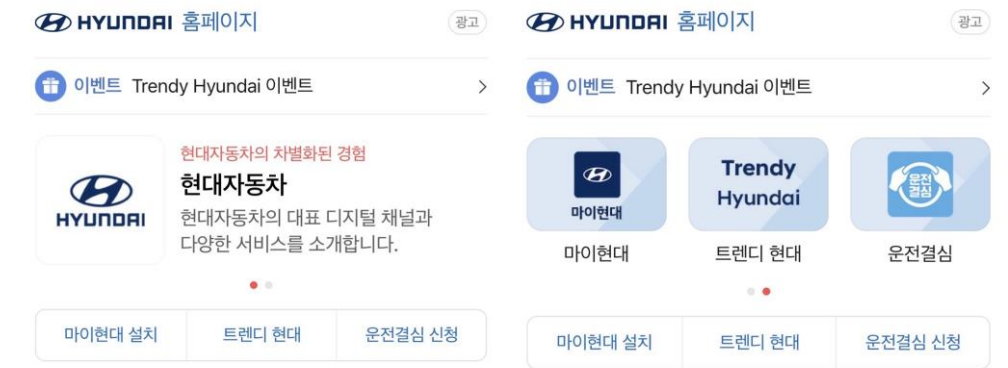 HYUNDAI 홈페이지 광고
이벤트 Trendy Hyundai 이벤트
현대자동차의 차별화된 경험
현대자동차
HYUNDAI
현대자동차의 대표 디지털 채널과
다양한 서비스를 소개합니다.
마이현대 설치 트렌디 현대 운전결심 신청
HYUNDAI 홈페이지 광고
이벤트 Trendy Hyundai 이벤트
마이현대
Trendy
Hyundai
운전
결심
마이현대 트렌디 현대 운전결심
마이현대 설치 트렌디 현대 운전결심 신청